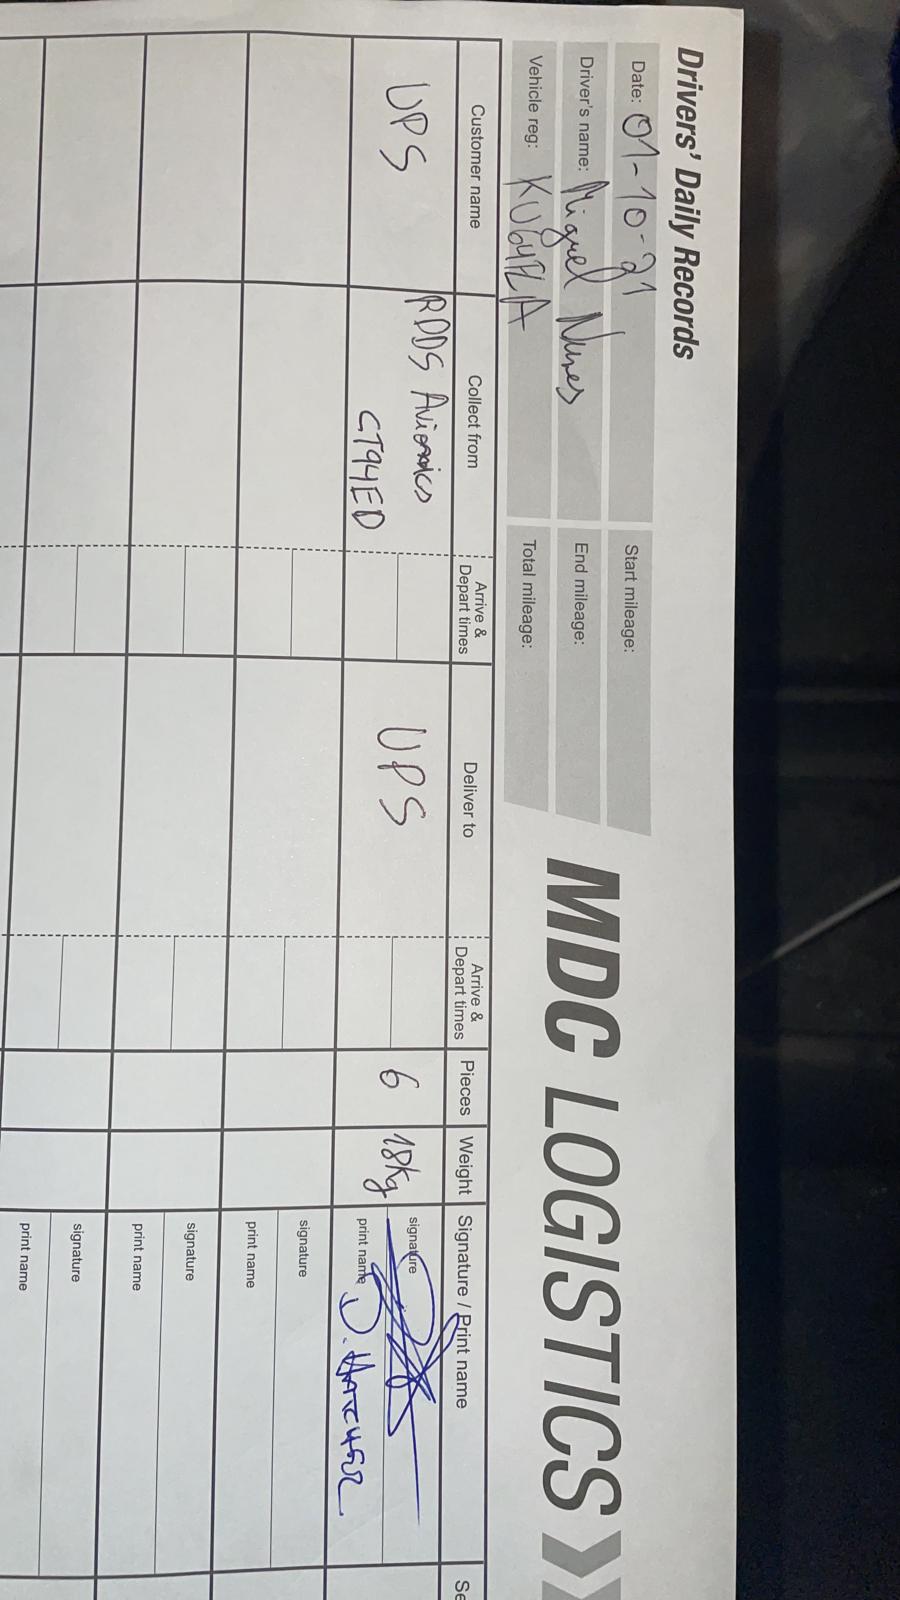 Drivers' Daily Records
MDC LOGISTICS
Date: 01-10-21
Start mileage:
Driver's name: Miguel Nunes
End mileage:
Vehicle reg:
Total mileage:
Customer name
Collect from
Arrive & Depart times
Deliver to
Arrive & Depart times
Pieces
Weight
Signature / Print name
Se
UPS
RDDS Avionics
CT94ED
UPS
6
18Kg
signature
print name D. HATCHER
signature
print name
signature
print name
signature
print name